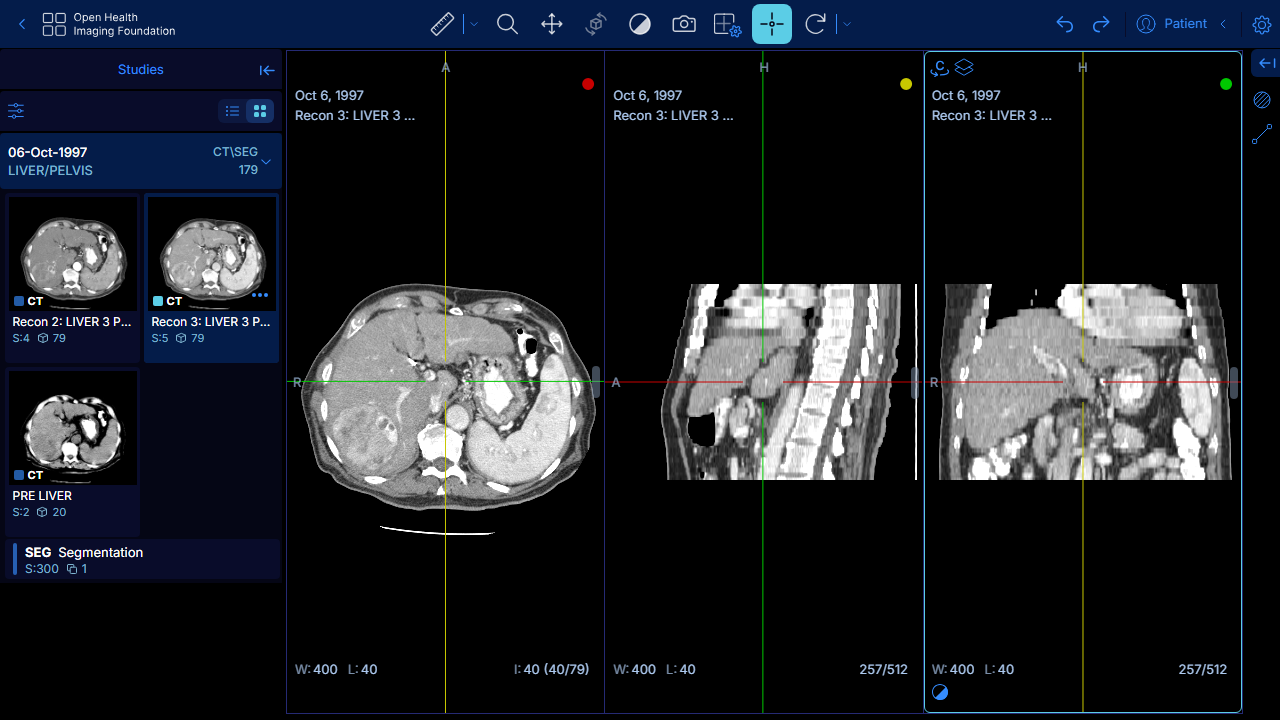 Open Health
Imaging Foundation
Patient
Studies
06-Oct-1997
CT\SEG
LIVER/PELVIS
179
CT
Recon 2: LIVER 3 P...
S:4 79
CT
Recon 3: LIVER 3 P...
S:5 79
CT
PRE LIVER
S:2 20
SEG Segmentation
S:300 1
A
Oct 6, 1997
Recon 3: LIVER 3 ...
R
W: 400 L: 40
I: 40 (40/79)
H
Oct 6, 1997
Recon 3: LIVER 3 ...
A
W: 400 L: 40
257/512
C
H
Oct 6, 1997
Recon 3: LIVER 3 ...
R
W: 400 L: 40
257/512